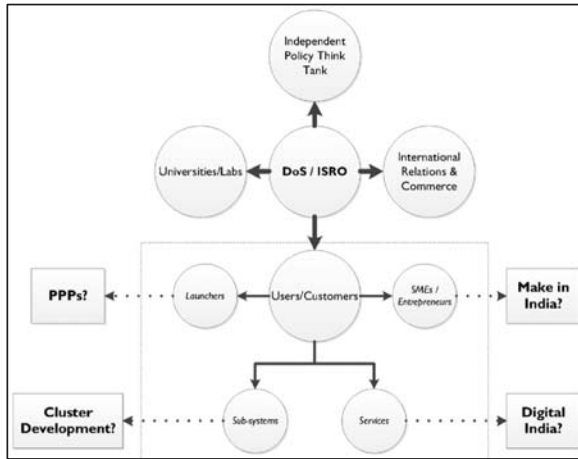 Independent
Policy Think
Tank
Universities/Labs
DoS / ISRO
International
Relations &
Commerce
PPPs?
Launchers
Users/Customers
SMEs /
Entrepreneurs
Make in
India?
Cluster
Development?
Sub-systems
Services
Digital
India?